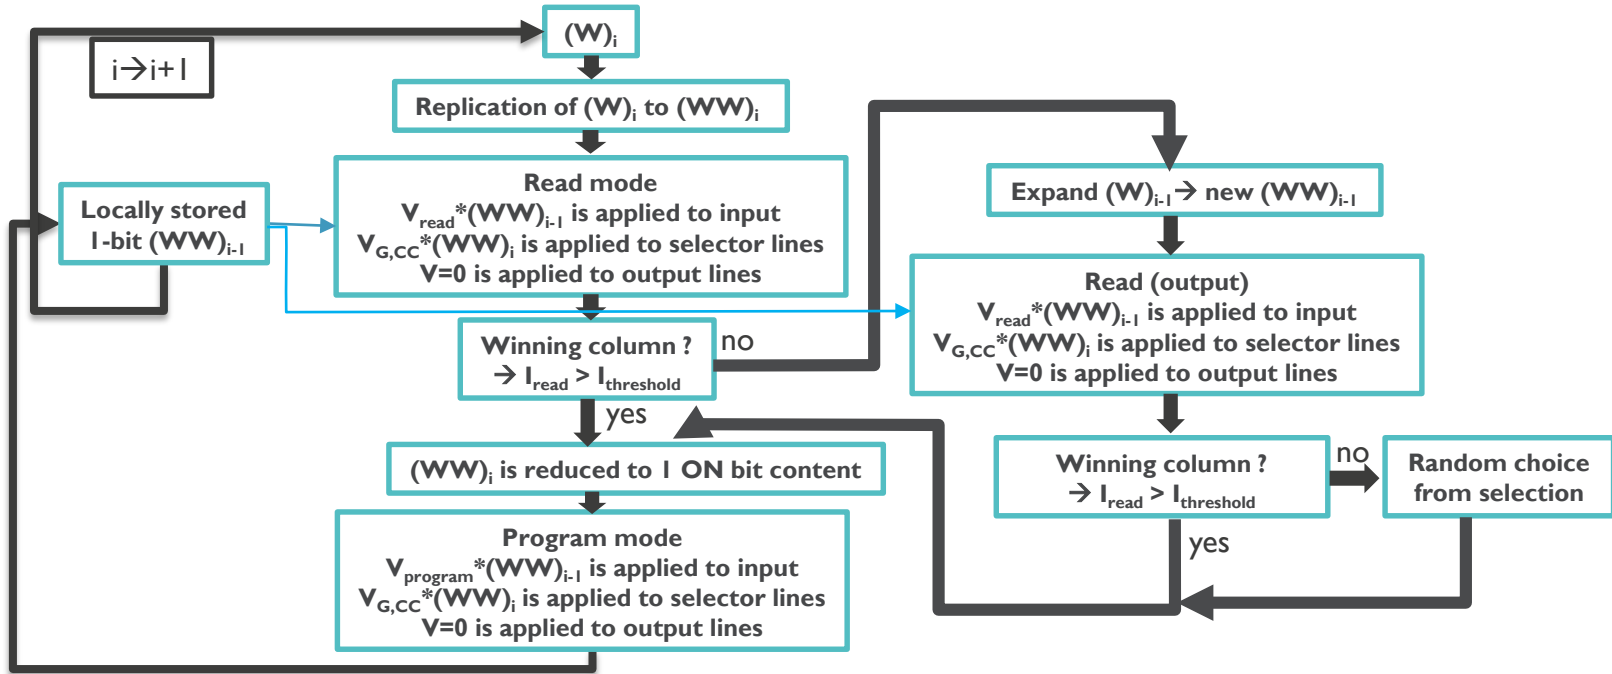 (W)i
i→i+1
Replication of (W)i to (WW)i
Read mode
Vread*(WW)i-1 is applied to input
VG,CC*(WW)i is applied to selector lines
V=0 is applied to output lines
Locally stored
1-bit (WW)i-1
Expand (W)i-1→ new (WW)i-1
Read (output)
Vread*(WW)i-1 is applied to input
VG,CC*(WW)i is applied to selector lines
V=0 is applied to output lines
Winning column ?
→ Iread > Ithreshold
no
yes
(WW)i is reduced to 1 ON bit content
Winning column ?
→ Iread > Ithreshold
no
yes
Random choice
from selection
Program mode
Vprogram*(WW)i-1 is applied to input
VG,CC*(WW)i is applied to selector lines
V=0 is applied to output lines